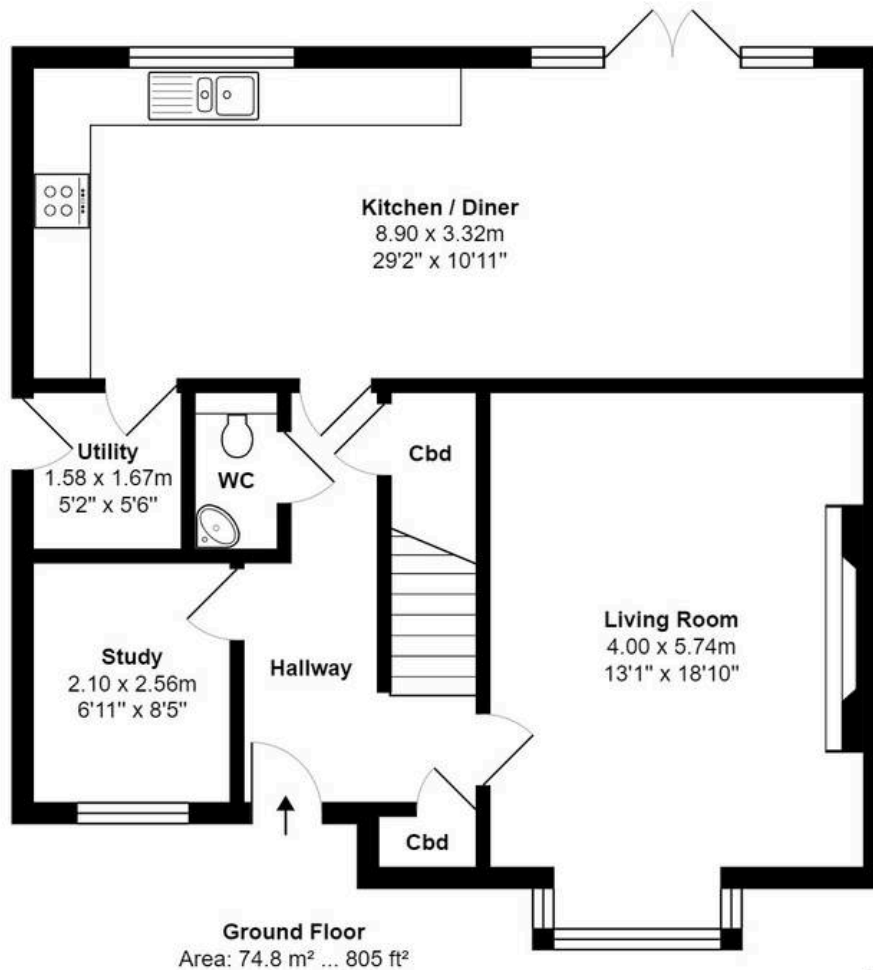 Kitchen / Diner
8.90 x 3.32m
29'2" x 10'11"
Utility
1.58 x 1.67m
5'2" x 5'6"
WC
Cbd
Study
2.10 x 2.56m
6'11" x 8'5"
Hallway
Living Room
4.00 x 5.74m
13'1" x 18'10"
Cbd
Ground Floor
Area: 74.8 m² ... 805 ft²